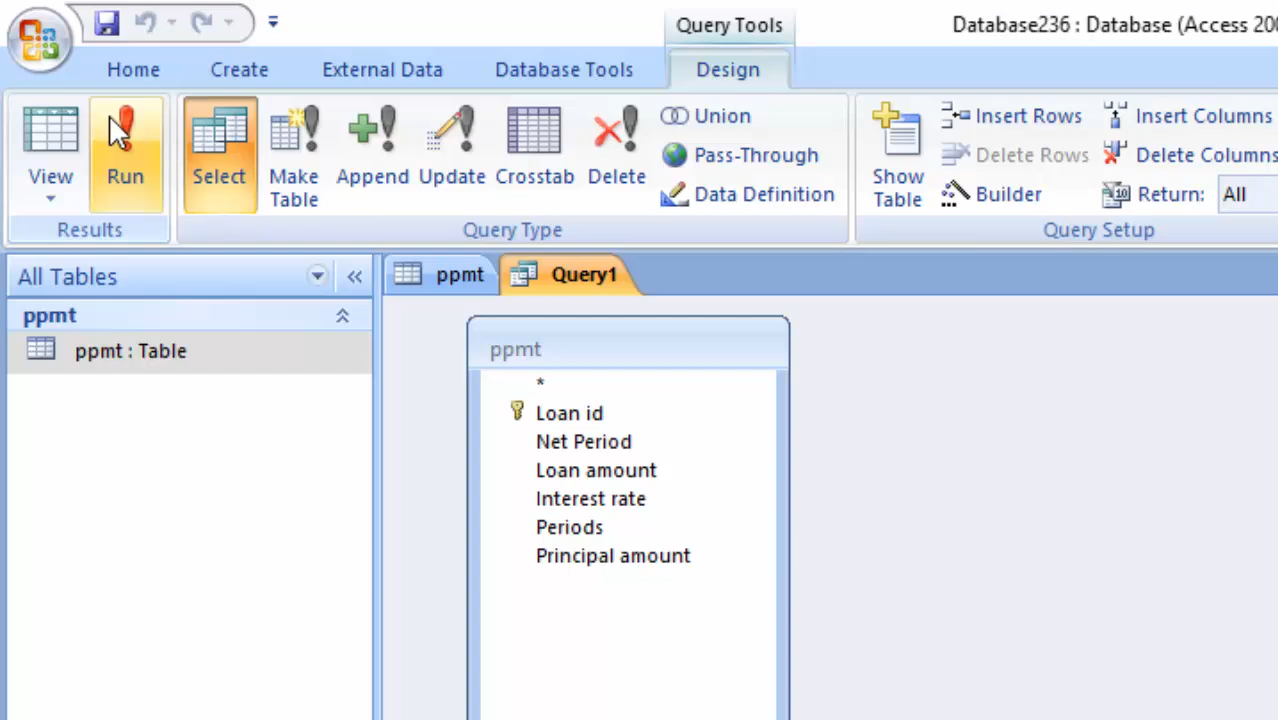 Query Tools
Database236 : Database (Access 200
Home
Create
External Data
Database Tools
Design
View
Run
Select
Make
Table
Append
Update
Crosstab
Delete
Union
Pass-Through
Data Definition
Show
Table
Insert Rows
Delete Rows
Builder
Insert Columns
Delete Columns
Return:
All
Results
Query Type
Query Setup
All Tables
ppmt
Query1
ppmt
ppmt : Table
ppmt
*
Loan id
Net Period
Loan amount
Interest rate
Periods
Principal amount